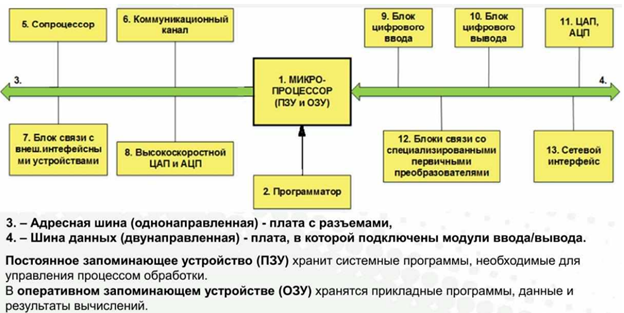 5. Сопроцессор
6. Коммуникационный
канал
9. Блок
цифрового
ввода
10. Блок
цифрового
вывода
11. ЦАП,
АЦП
3.
1. МИКРО-
ПРОЦЕССОР
(ПЗУ и ОЗУ)
4.
7. Блок связи с
внеш.интефейсны
ми устройствами
8. Высокоскоростной
ЦАП и АЦП
12. Блоки связи со
специализированными
первичными
преобразователями
13. Сетевой
интерфейс
2. Программатор
3. – Адресная шина (однонаправленная) - плата с разъемами,
4. – Шина данных (двунаправленная) - плата, в которой подключены модули ввода/вывода.
Постоянное запоминающее устройство (ПЗУ) хранит системные программы, необходимые для
управления процессом обработки.
В оперативном запоминающем устройстве (ОЗУ) хранятся прикладные программы, данные и
результаты вычислений.